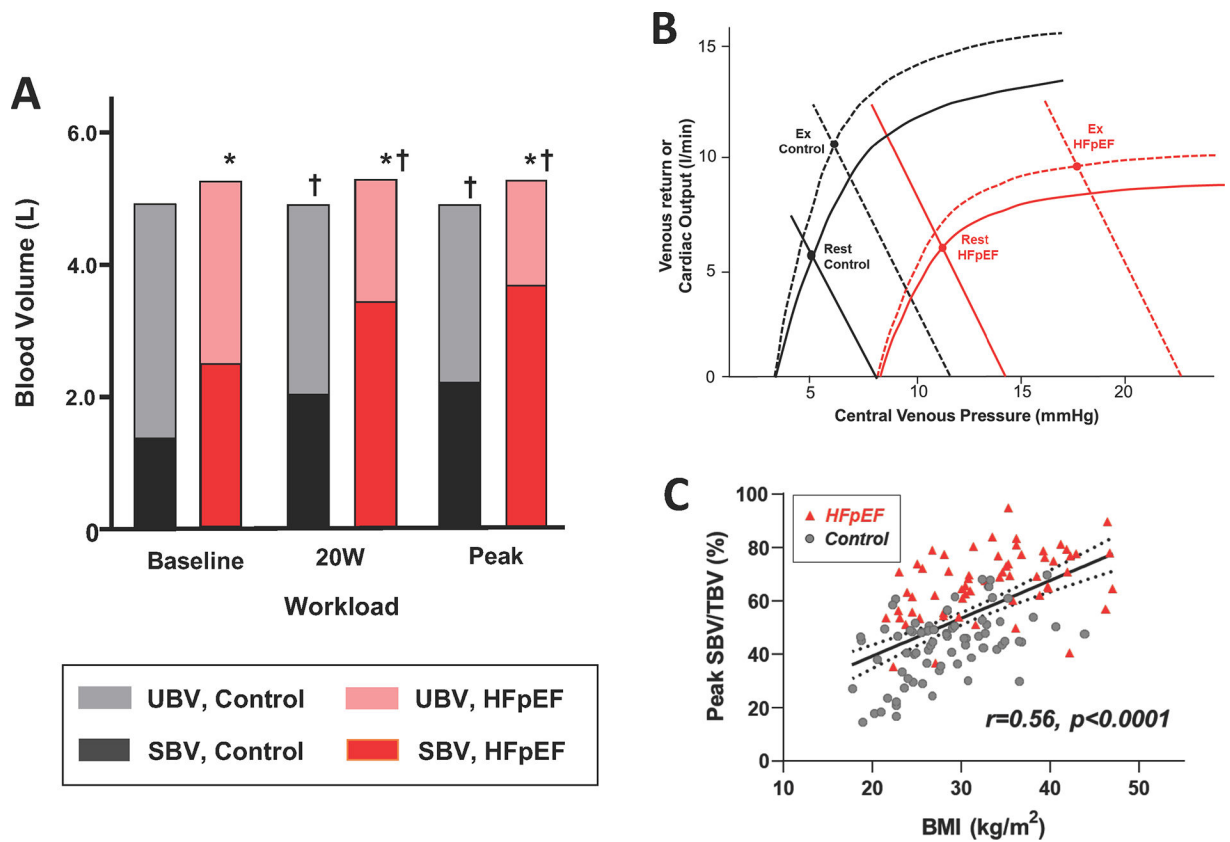 A
Blood Volume (L)
6.0
4.0
2.0
0
*
†
*†
†
*†
Baseline
20W
Peak
Workload
UBV, Control
UBV, HFpEF
SBV, Control
SBV, HFpEF
B
Venous return or
Cardiac Output (l/min)
15
10
5
0
Ex
Control
Rest
Control
Rest
HFpEF
Ex
HFpEF
5
10
15
20
Central Venous Pressure (mmHg)
C
Peak SBV/TBV (%)
100
80
60
40
20
0
HFpEF
Control
r=0.56, p<0.0001
10
20
30
40
50
BMI (kg/m²)